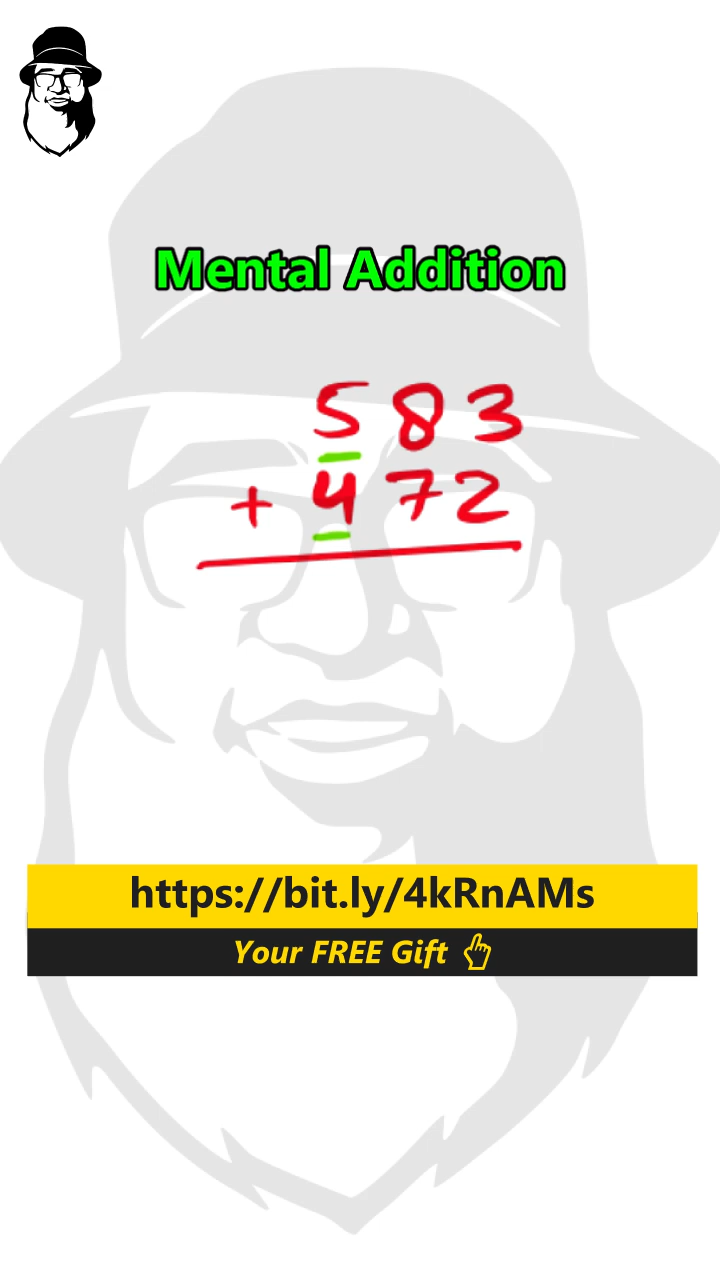 Mental Addition
583
+ 472
https://bit.ly/4kRnAMs
Your FREE Gift